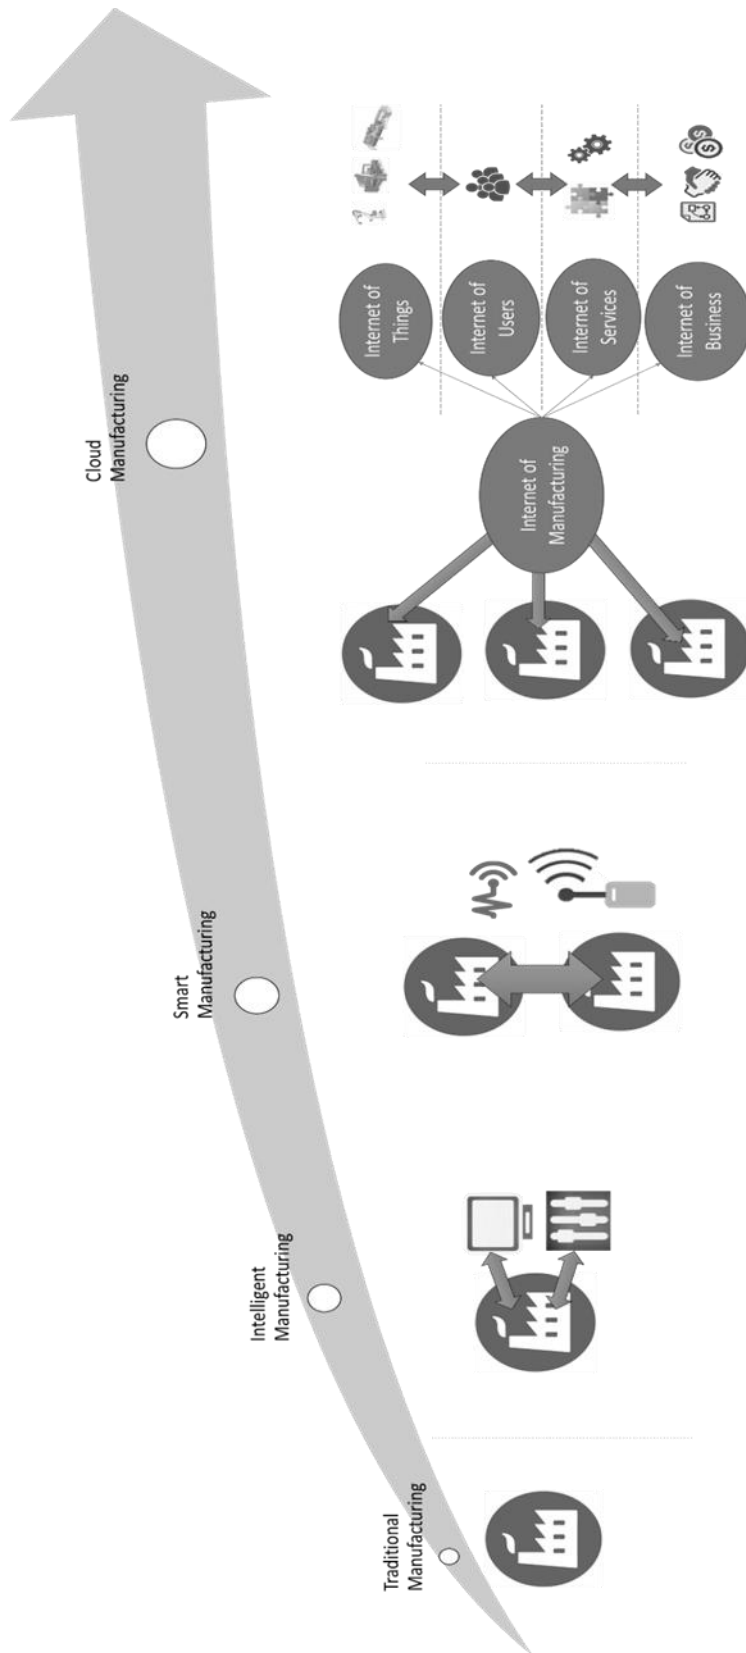 Traditional
Manufacturing
Intelligent
Manufacturing
Smart
Manufacturing
Cloud
Manufacturing
Internet of
Manufacturing
Internet of
Things
Internet of
Users
Internet of
Services
Internet of
Business
$
$